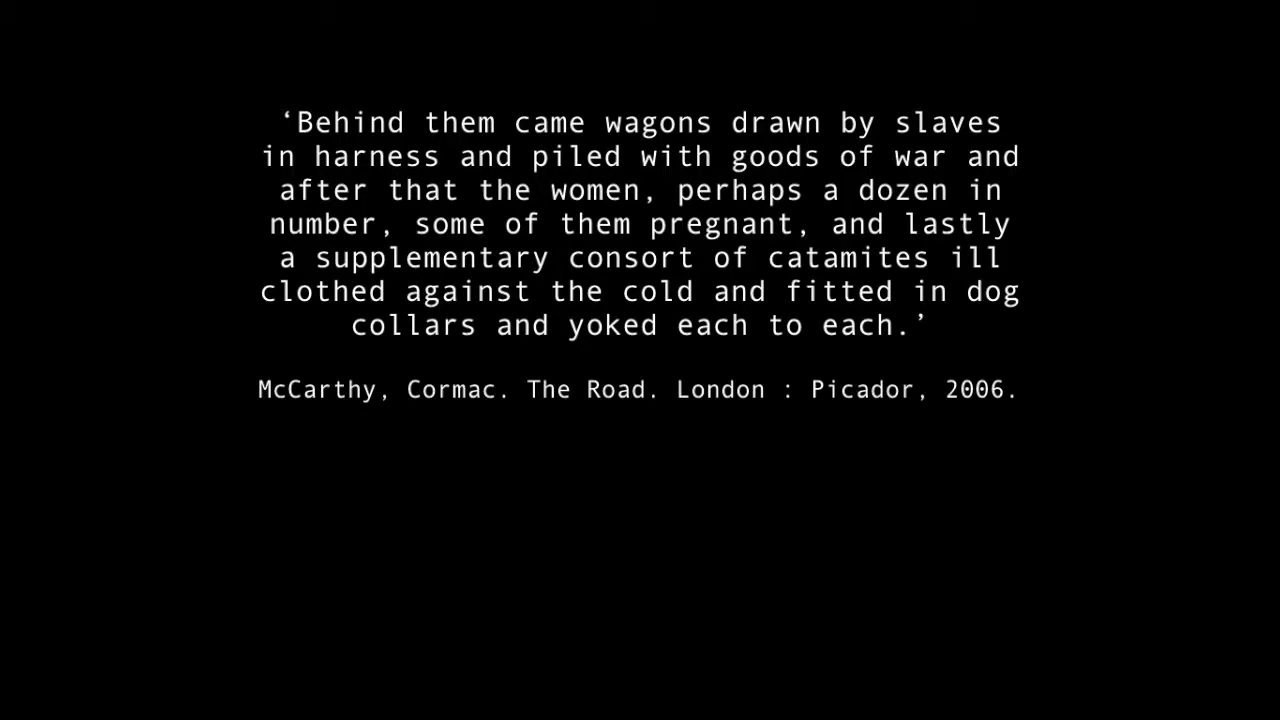 ‘Behind them came wagons drawn by slaves
in harness and piled with goods of war and
after that the women, perhaps a dozen in
number, some of them pregnant, and lastly
a supplementary consort of catamites ill
clothed against the cold and fitted in dog
collars and yoked each to each.’
McCarthy, Cormac. The Road. London : Picador, 2006.